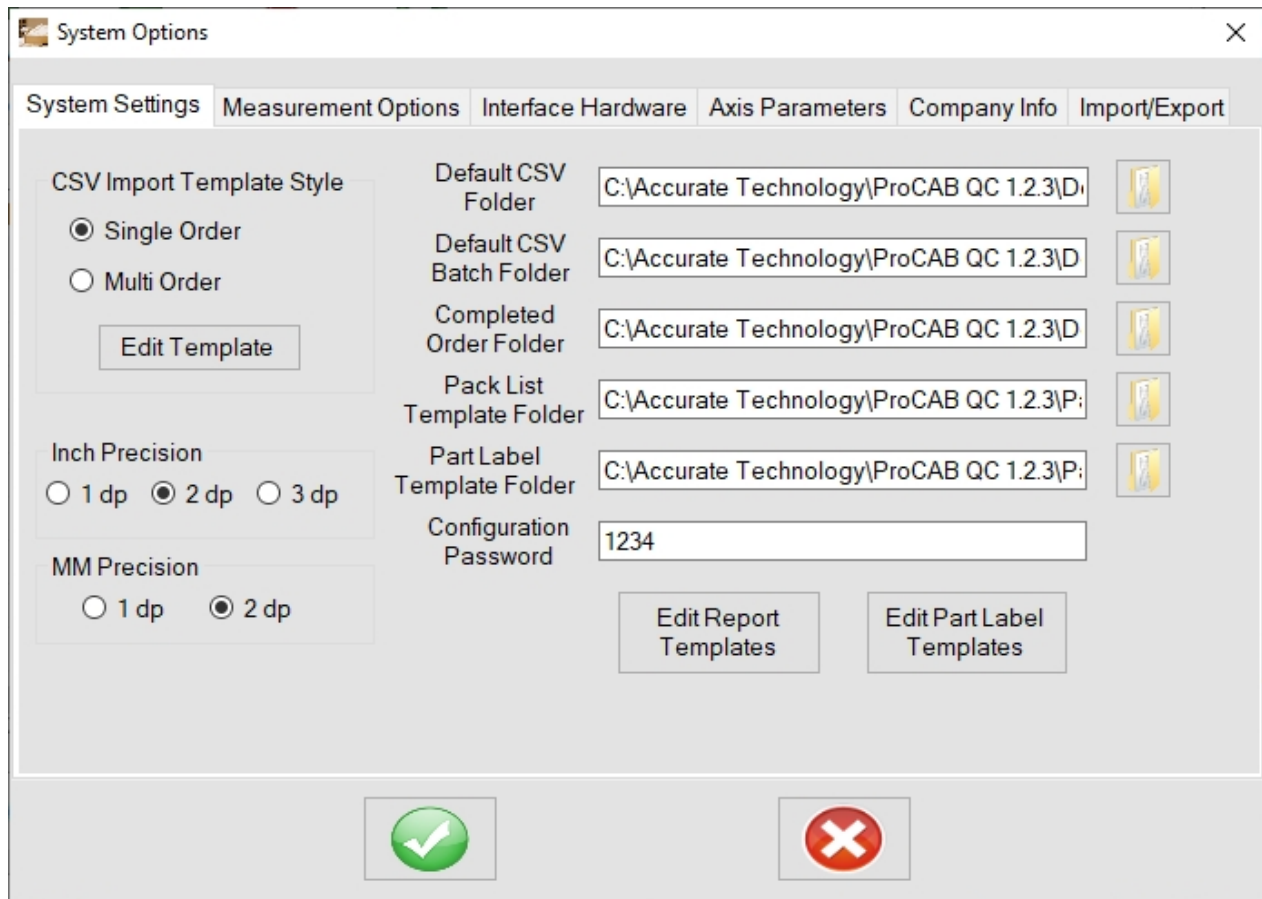 System Options
System Settings Measurement Options Interface Hardware Axis Parameters Company Info Import/Export
CSV Import Template Style
Single Order
Multi Order
Edit Template
Inch Precision
1 dp 2 dp 3 dp
MM Precision
1 dp 2 dp
Default CSV
Folder
C:\Accurate Technology\ProCAB QC 1.2.3\D
Default CSV
Batch Folder
C:\Accurate Technology\ProCAB QC 1.2.3\D
Completed
Order Folder
C:\Accurate Technology\ProCAB QC 1.2.3\D
Pack List
Template Folder
C:\Accurate Technology\ProCAB QC 1.2.3\P
Part Label
Template Folder
C:\Accurate Technology\ProCAB QC 1.2.3\P
Configuration
Password
1234
Edit Report
Templates
Edit Part Label
Templates